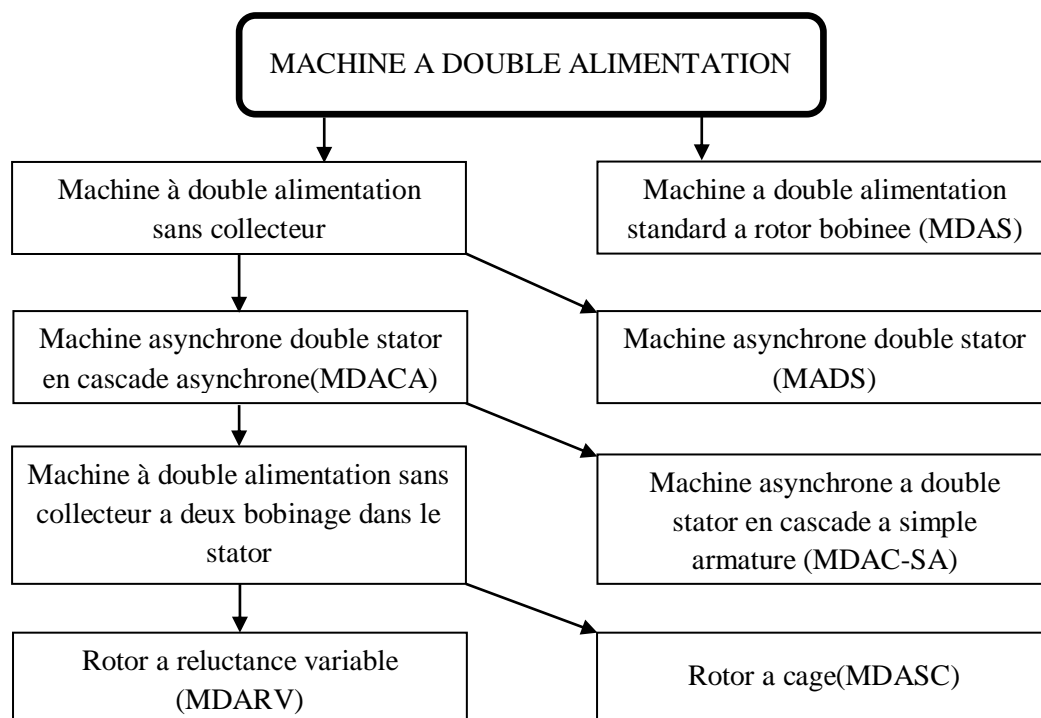 MACHINE A DOUBLE ALIMENTATION
Machine à double alimentation
sans collecteur
Machine a double alimentation
standard a rotor bobinee (MDAS)
Machine asynchrone double stator
en cascade asynchrone(MDACA)
Machine asynchrone double stator
(MADS)
Machine à double alimentation sans
collecteur a deux bobinage dans le
stator
Machine asynchrone a double
stator en cascade a simple
armature (MDAC-SA)
Rotor a reluctance variable
(MDARV)
Rotor a cage(MDASC)